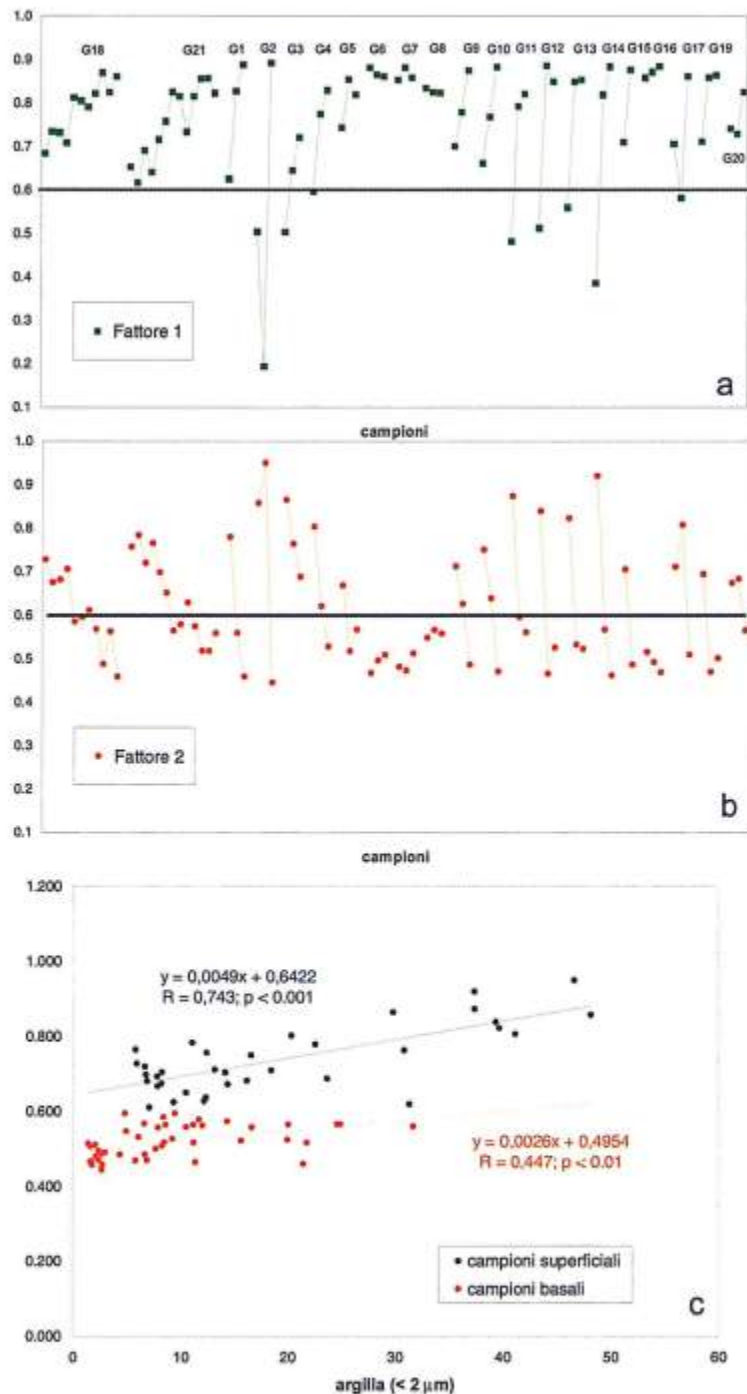 1.0
0.9
0.8
0.7
0.6
0.5
0.4
0.3
0.2
0.1
G18
G21
G1
G2
G3
G4
G5
G6
G7
G8
G9
G10
G11
G12
G13
G14
G15
G16
G17
G19
G20
Fattore 1
a
campioni
1.0
0.9
0.8
0.7
0.6
0.5
0.4
0.3
0.2
0.1
Fattore 2
b
campioni
1.200
1.000
0.800
0.600
0.400
0.200
0.000
y = 0,0049x + 0,6422
R = 0,743; p < 0.001
y = 0,0026x + 0,4954
R = 0,447; p < 0.01
campioni superficiali
campioni basali
c
0 10 20 30 40 50 60
argilla (< 2 µm)